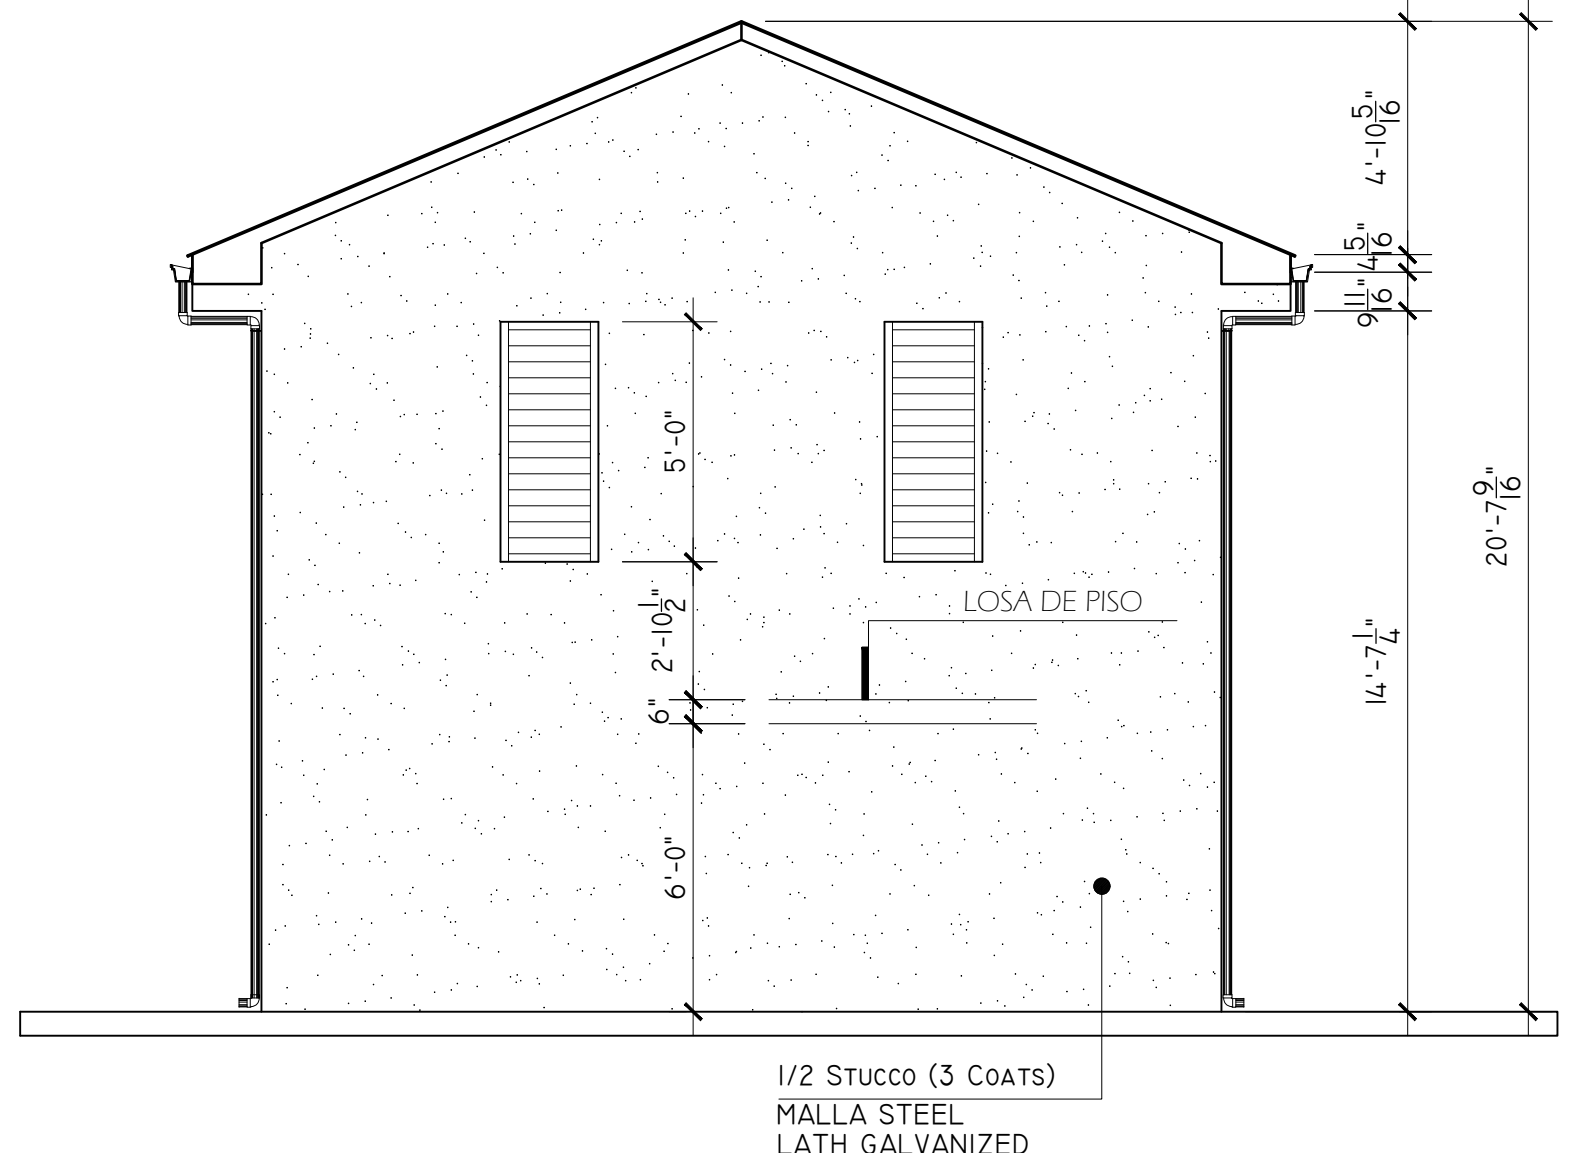 4'-10 5/16"
4 5/16"
9 11/16"
5'-0"
20'-7 9/16"
2'-10 1/2"
LOSA DE PISO
14'-7 1/4"
6"
6'-0"
1/2 STUCCO (3 COATS)
MALLA STEEL
LATH GALVANIZED